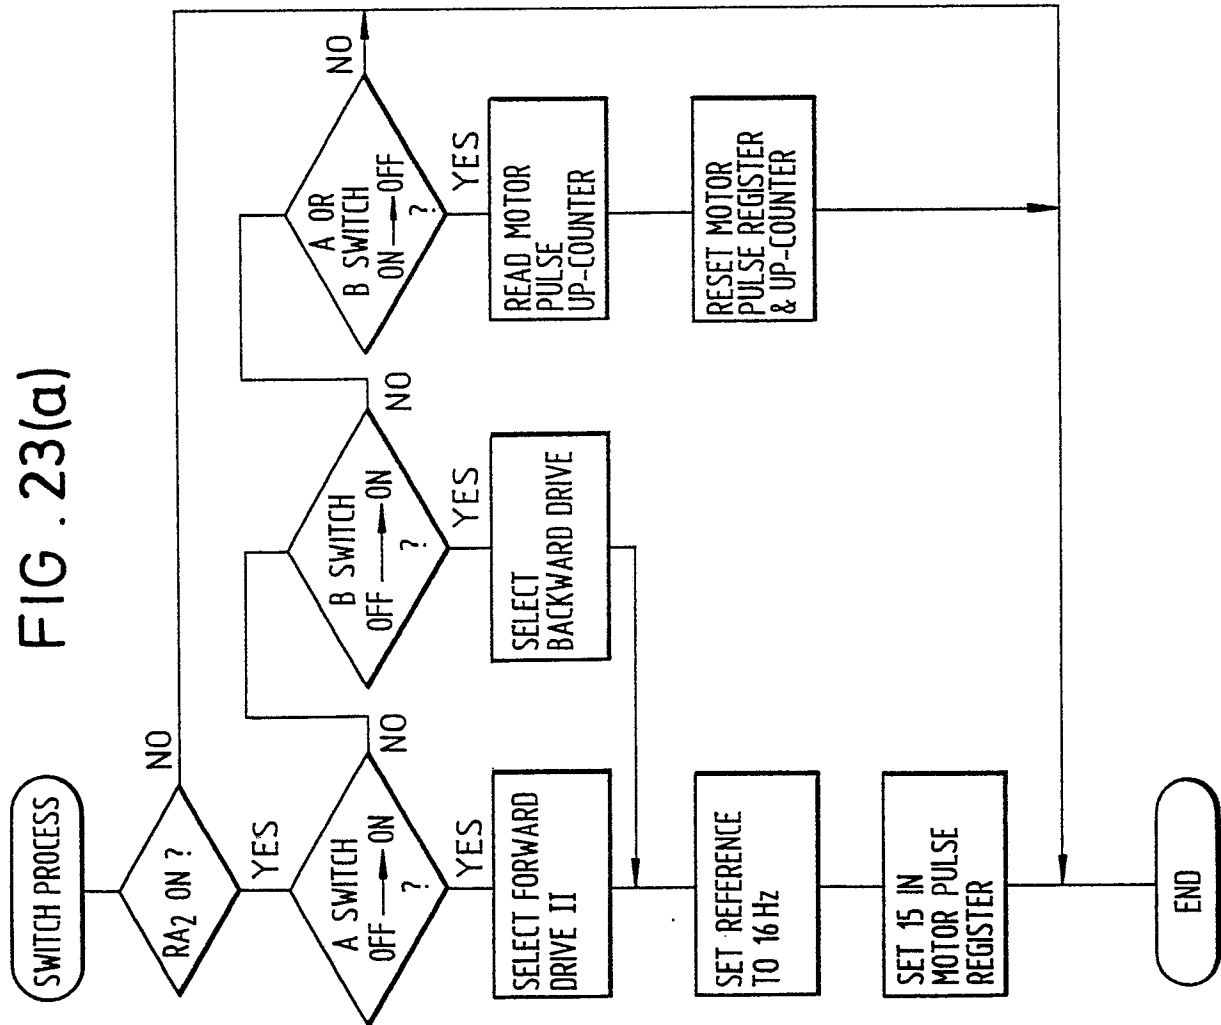 FIG. 23(a)
SWITCH PROCESS
RA2 ON ?
NO
YES
A SWITCH
OFF → ON
?
NO
YES
SELECT FORWARD
DRIVE II
SET REFERENCE
TO 16 Hz
SET 15 IN
MOTOR PULSE
REGISTER
END
B SWITCH
OFF → ON
?
NO
YES
SELECT
BACKWARD DRIVE
A OR
B SWITCH
ON → OFF
?
NO
YES
READ MOTOR
PULSE
UP-COUNTER
RESET MOTOR
PULSE REGISTER
& UP-COUNTER